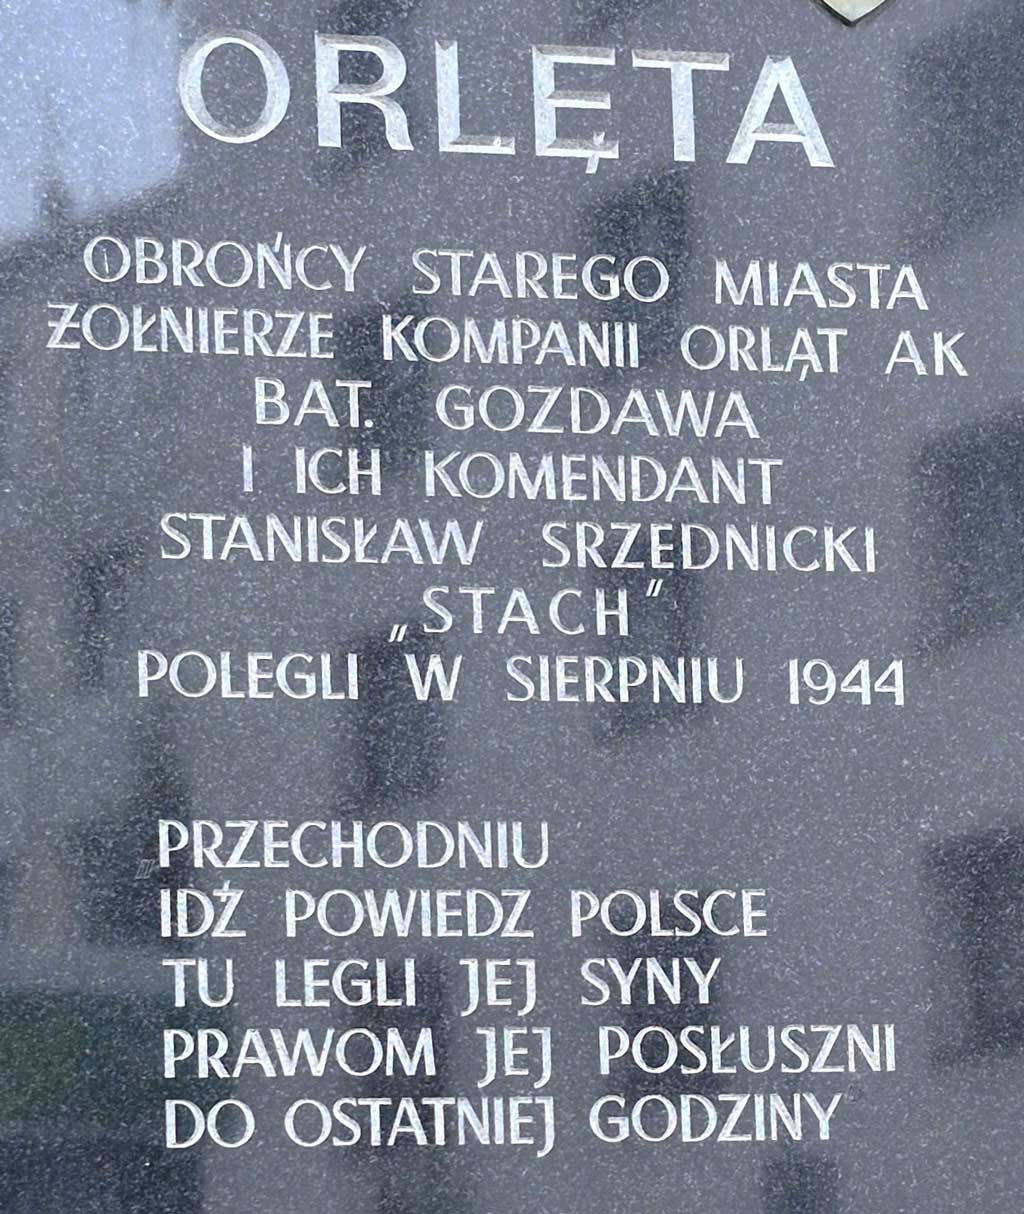 ORLĘTA
OBROŃCY STAREGO MIASTA
ŻOŁNIERZE KOMPANII ORLĄT AK
BAT. GOZDAWA
I ICH KOMENDANT
STANISŁAW SRZEDNICKI
„STACH"
POLEGLI W SIERPNIU 1944
„PRZECHODNIU
IDŹ POWIEDZ POLSCE
TU LEGLI JEJ SYNY
PRAWOM JEJ POSŁUSZNI
DO OSTATNIEJ GODZINY"